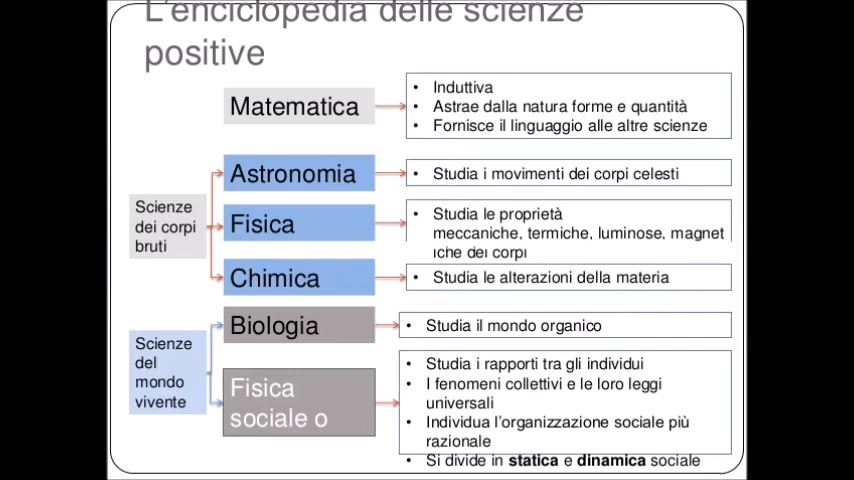 L'enciclopedia delle scienze
positive
Matematica
• Induttiva
• Astrae dalla natura forme e quantità
• Fornisce il linguaggio alle altre scienze
Scienze
dei corpi
bruti
Astronomia
• Studia i movimenti dei corpi celesti
Fisica
• Studia le proprietà
meccaniche, termiche, luminose, magnet
iche dei corpi
Chimica
• Studia le alterazioni della materia
Scienze
del
mondo
vivente
Biologia
• Studia il mondo organico
Fisica
sociale o
• Studia i rapporti tra gli individui
• I fenomeni collettivi e le loro leggi
universali
• Individua l'organizzazione sociale più
razionale
• Si divide in statica e dinamica sociale